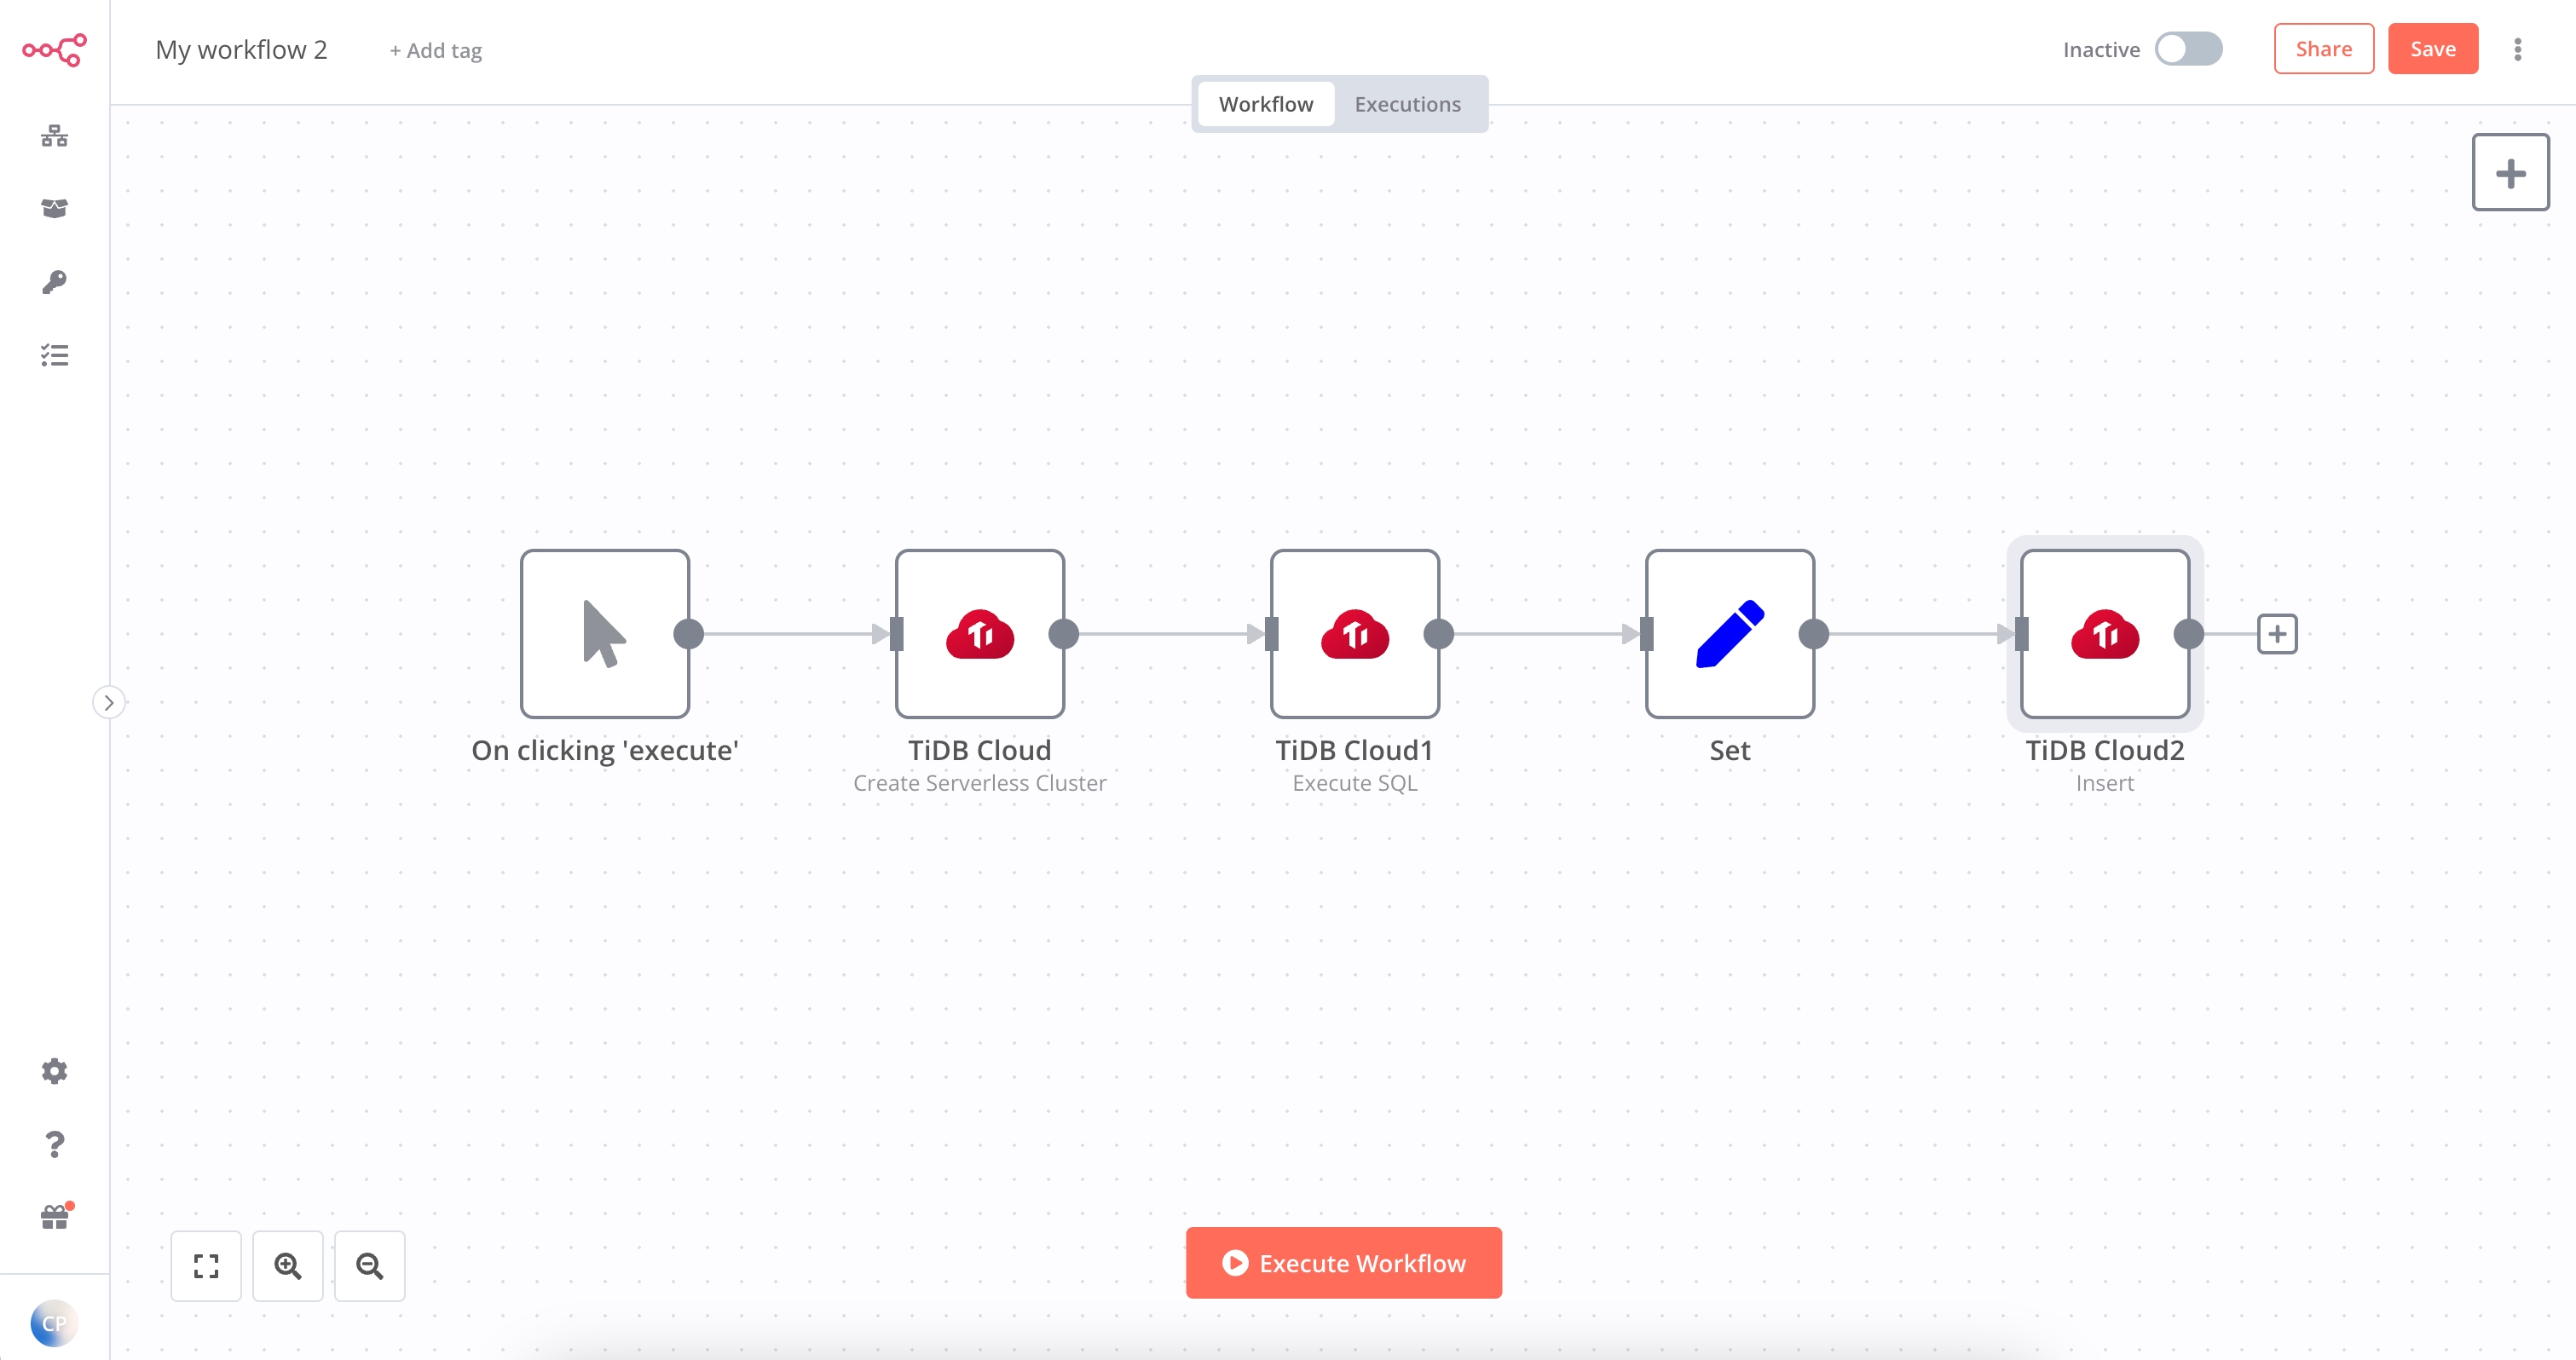 My workflow 2
+ Add tag
Inactive
Share
Save
Workflow
Executions
On clicking 'execute'
TiDB Cloud
Create Serverless Cluster
TiDB Cloud1
Execute SQL
Set
TiDB Cloud2
Insert
Execute Workflow
CP